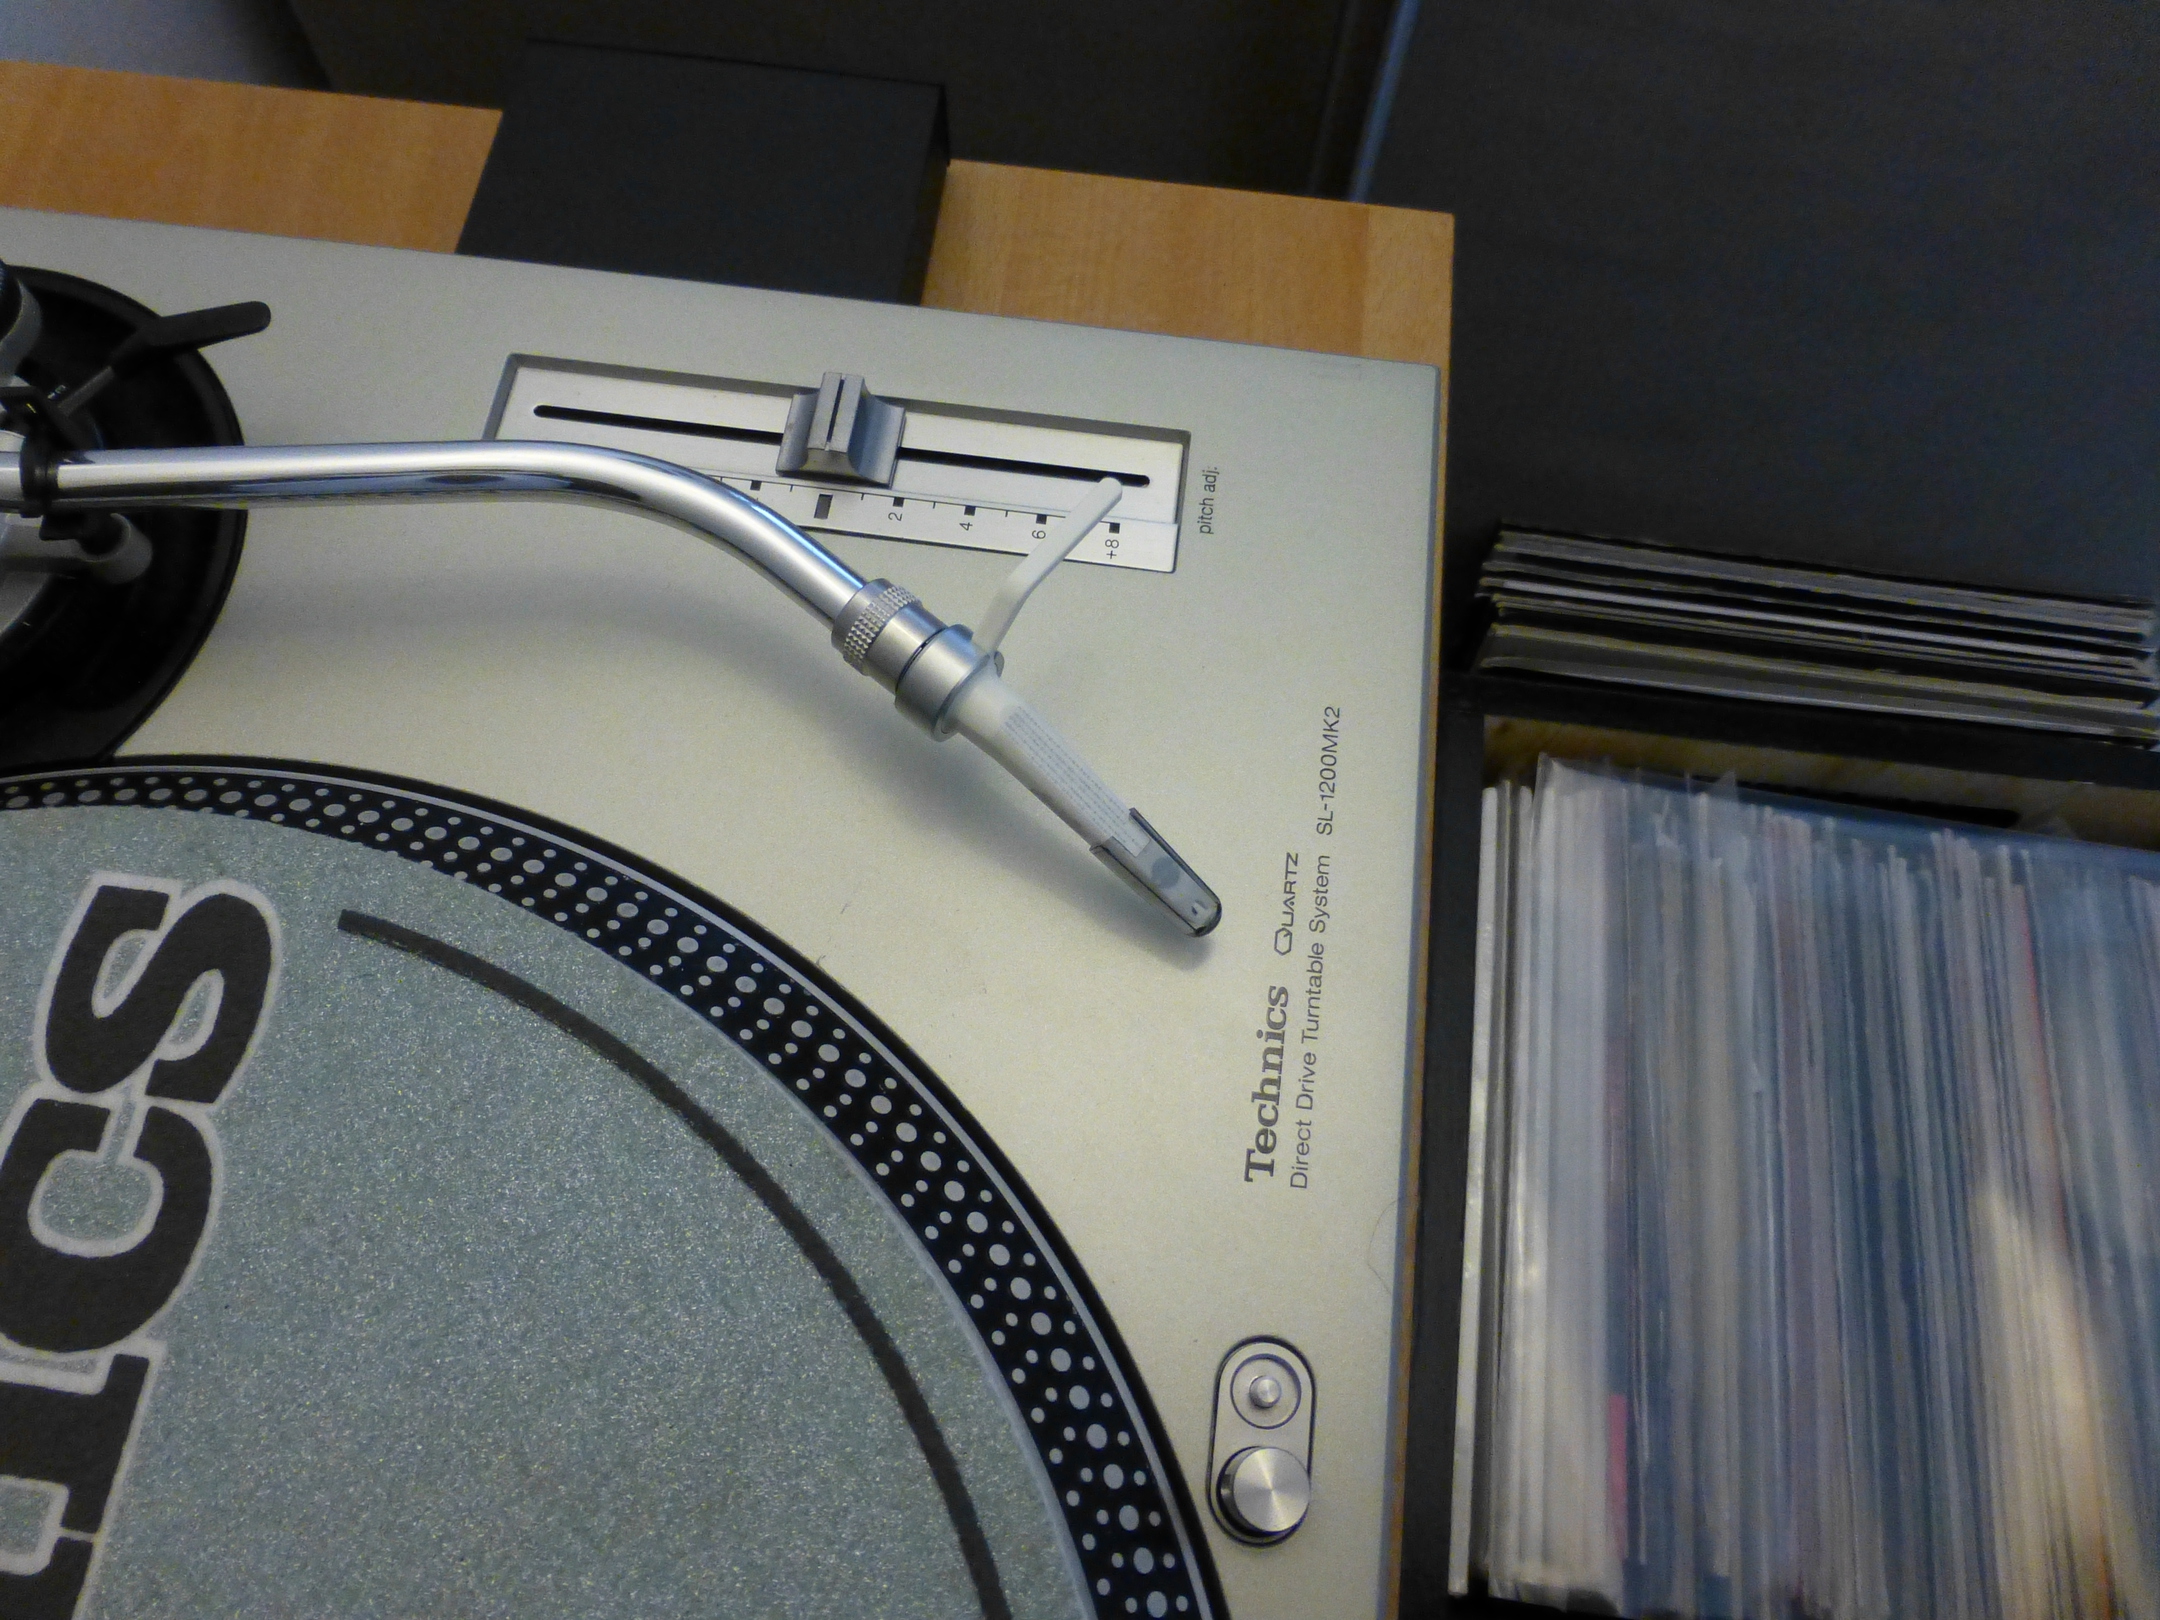 pitch adj.
2
4
6
+8
Technics QUARTZ
Direct Drive Turntable System SL-1200MK2
ICS